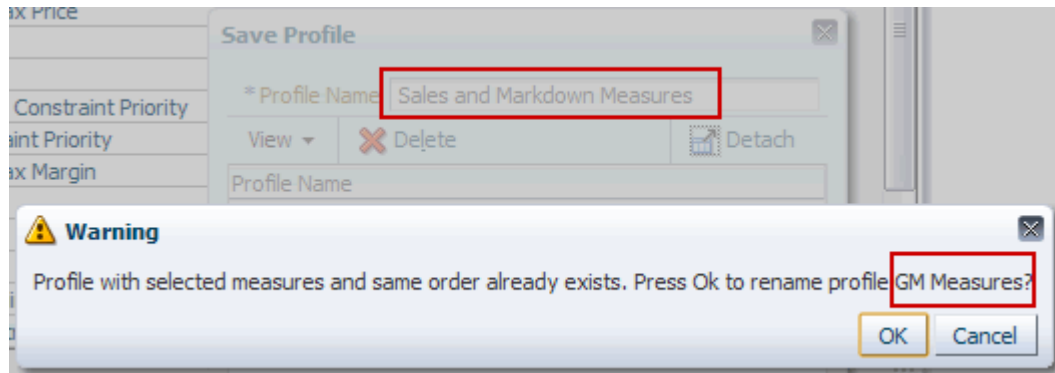 ax Price
Save Profile
* Profile Name Sales and Markdown Measures
Constraint Priority
aint Priority
View Delete Detach
ax Margin
Profile Name
Warning
Profile with selected measures and same order already exists. Press Ok to rename profile GM Measures?
OK Cancel